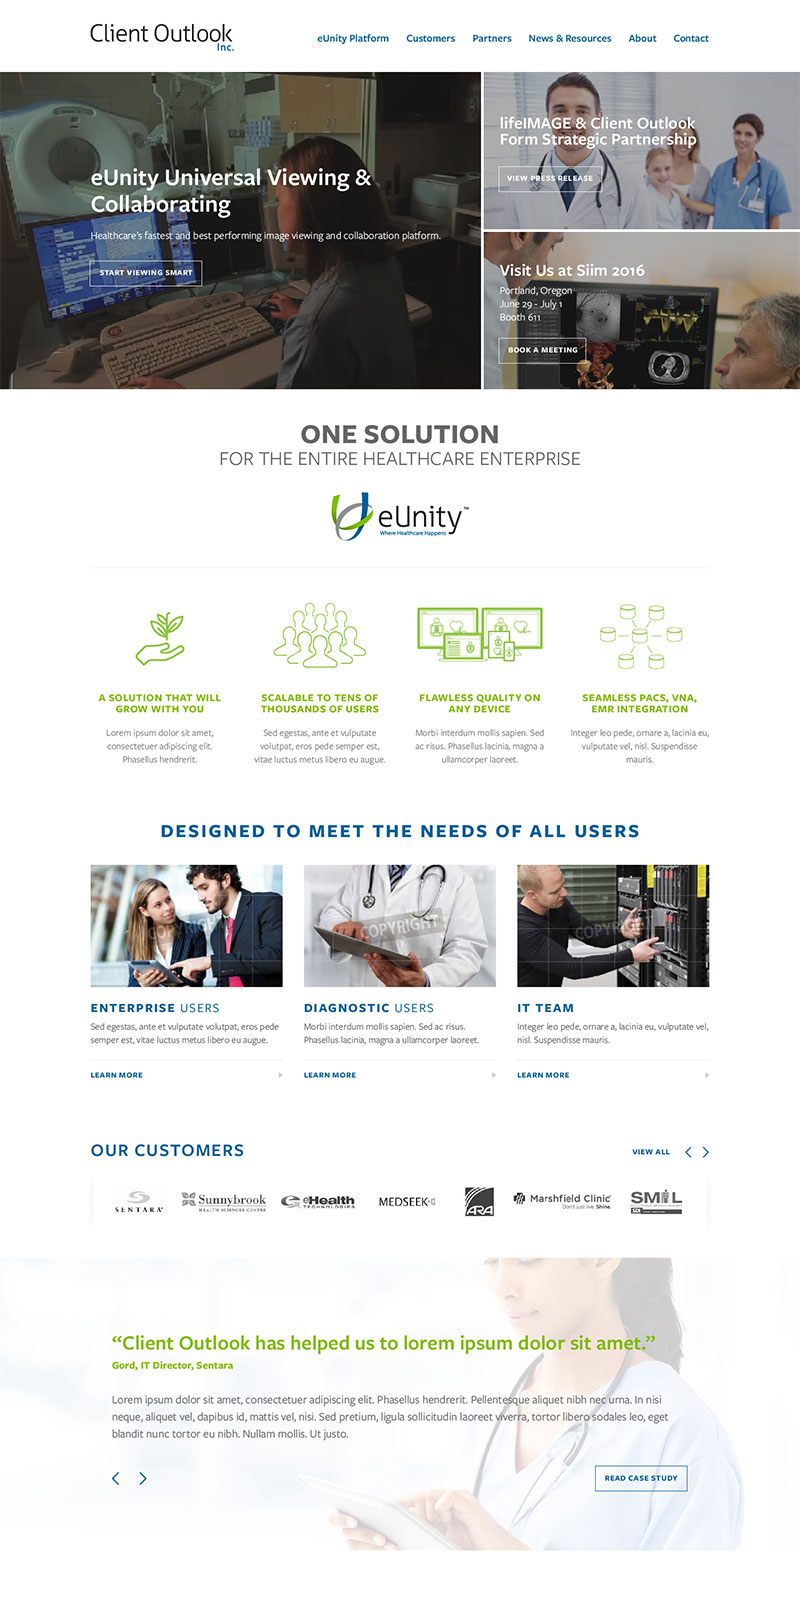 Client Outlook
Inc.
eUnity Platform Customers Partners News & Resources About Contact
eUnity Universal Viewing &
Collaborating
Healthcare's fastest and best performing image viewing and collaboration platform.
START VIEWING SMART
lifeIMAGE & Client Outlook
Form Strategic Partnership
VIEW PRESS RELEASE
Visit Us at Siim 2016
Portland, Oregon
June 29 - July 1
Booth 611
BOOK A MEETING
ONE SOLUTION
FOR THE ENTIRE HEALTHCARE ENTERPRISE
eUnity™
Where Healthcare Happens
A SOLUTION THAT WILL
GROW WITH YOU
Lorem ipsum dolor sit amet,
consectetuer adipiscing elit.
Phasellus hendrerit.
SCALABLE TO TENS OF
THOUSANDS OF USERS
Sed egestas, ante et vulputate
volutpat, eros pede semper est,
vitae luctus metus libero eu augue.
FLAWLESS QUALITY ON
ANY DEVICE
Morbi interdum mollis sapien. Sed
ac risus. Phasellus lacinia, magna a
ullamcorper laoreet.
SEAMLESS PACS, VNA,
EMR INTEGRATION
Integer leo pede, ornare a, lacinia eu,
vulputate vel, nisl. Suspendisse
mauris.
DESIGNED TO MEET THE NEEDS OF ALL USERS
COPYRIGHT
ENTERPRISE USERS
Sed egestas, ante et vulputate volutpat, eros pede
semper est, vitae luctus metus libero eu augue.
LEARN MORE
COPYRIGHT
DIAGNOSTIC USERS
Morbi interdum mollis sapien. Sed ac risus.
Phasellus lacinia, magna a ullamcorper laoreet.
LEARN MORE
COPYRIGHT
IT TEAM
Integer leo pede, ornare a, lacinia eu, vulputate vel,
nisl. Suspendisse mauris.
LEARN MORE
OUR CUSTOMERS
VIEW ALL
SENTARA
Sunnybrook
HEALTH SCIENCES CENTRE
eHealth
TECHNOLOGIES
MEDSEEK
ARA
Marshfield Clinic
Don't just live. Shine.
SMIL
“Client Outlook has helped us to lorem ipsum dolor sit amet.”
Gord, IT Director, Sentara
Lorem ipsum dolor sit amet, consectetuer adipiscing elit. Phasellus hendrerit. Pellentesque aliquet nibh nec urna. In nisi
neque, aliquet vel, dapibus id, mattis vel, nisi. Sed pretium, ligula sollicitudin laoreet viverra, tortor libero sodales leo, eget
blandit nunc tortor eu nibh. Nullam mollis. Ut justo.
READ CASE STUDY